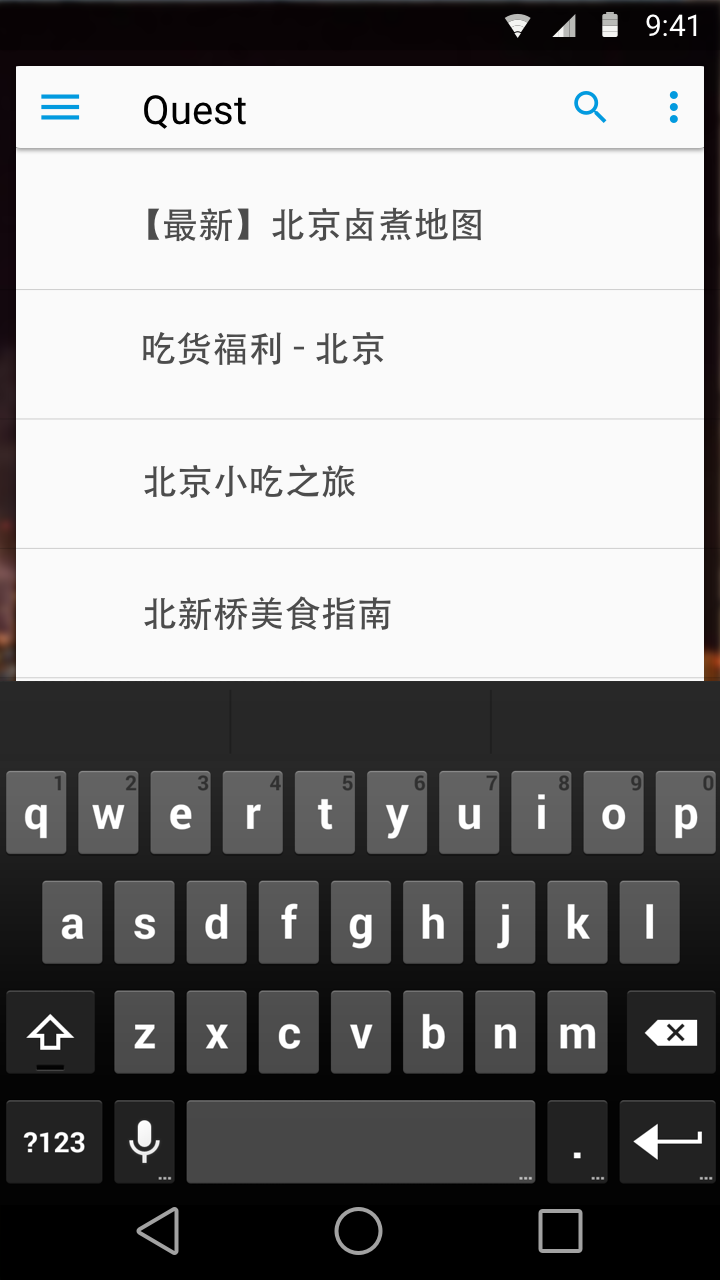 9:41
Quest
【最新】北京卤煮地图
吃货福利 - 北京
北京小吃之旅
北新桥美食指南
1 2 3 4 5 6 7 8 9 0
q w e r t y u i o p
a s d f g h j k l
z x c v b n m
?123 .